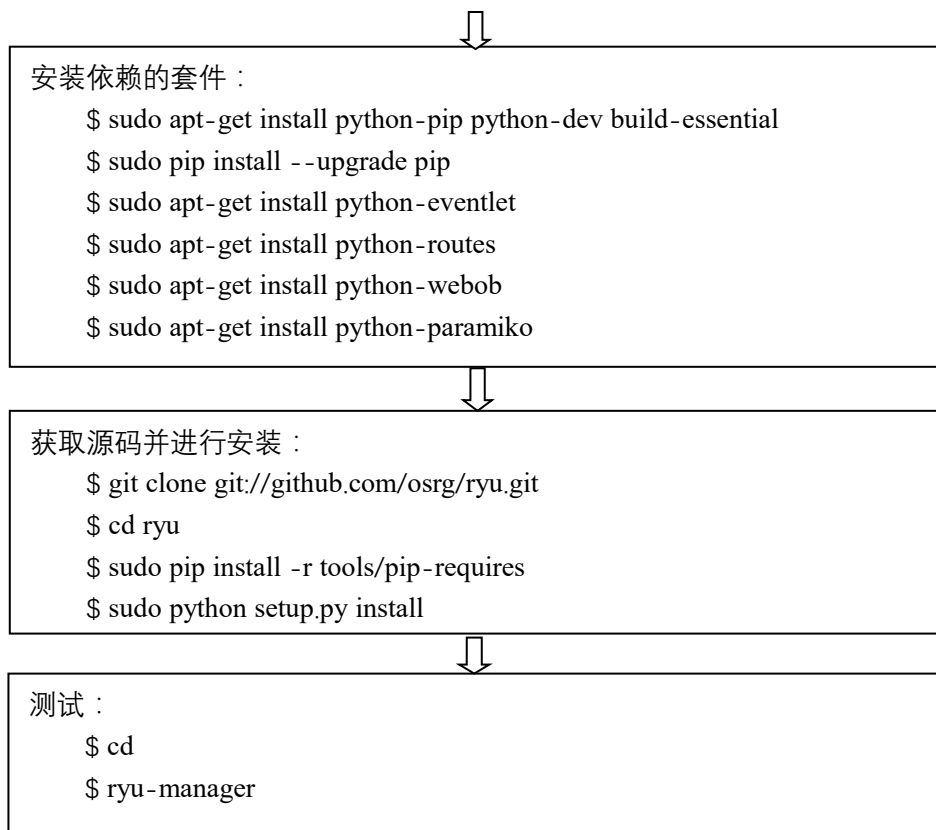 安装依赖的套件：
$ sudo apt-get install python-pip python-dev build-essential
$ sudo pip install --upgrade pip
$ sudo apt-get install python-eventlet
$ sudo apt-get install python-routes
$ sudo apt-get install python-webob
$ sudo apt-get install python-paramiko
获取源码并进行安装：
$ git clone git://github.com/osrg/ryu.git
$ cd ryu
$ sudo pip install -r tools/pip-requires
$ sudo python setup.py install
测试：
$ cd
$ ryu-manager